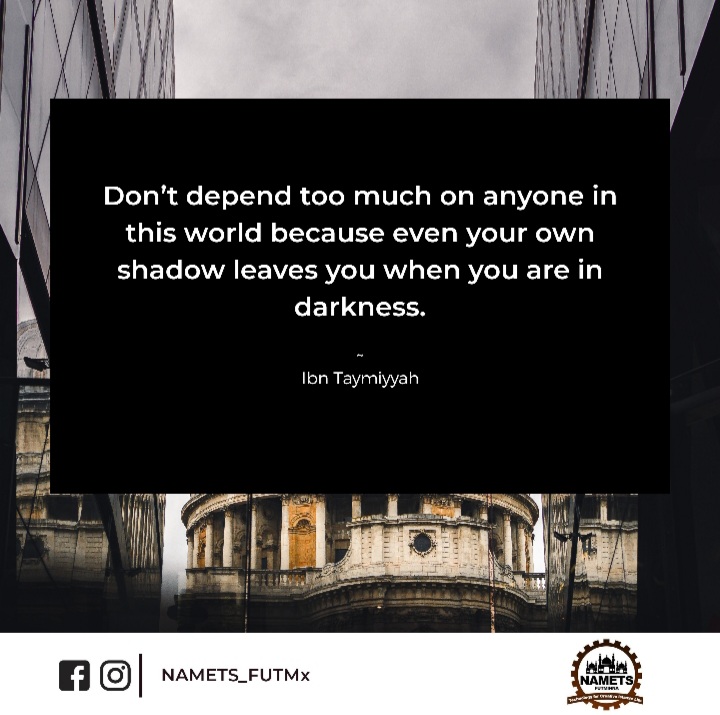 Don't depend too much on anyone in
this world because even your own
shadow leaves you when you are in
darkness.
~
Ibn Taymiyyah
NAMETS_FUTMx
NAMETS
FUTMINNA